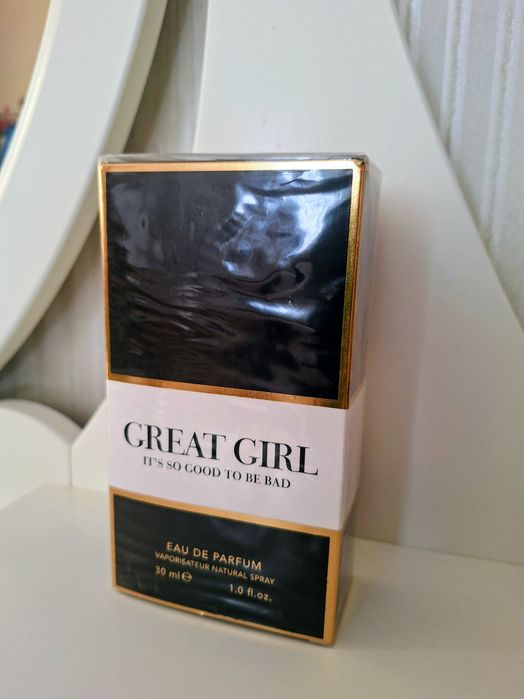 GREAT GIRL
IT'S SO GOOD TO BE BAD
EAU DE PARFUM
VAPORISATEUR NATURAL SPRAY
30 ml ℮ 1.0 fl.oz.